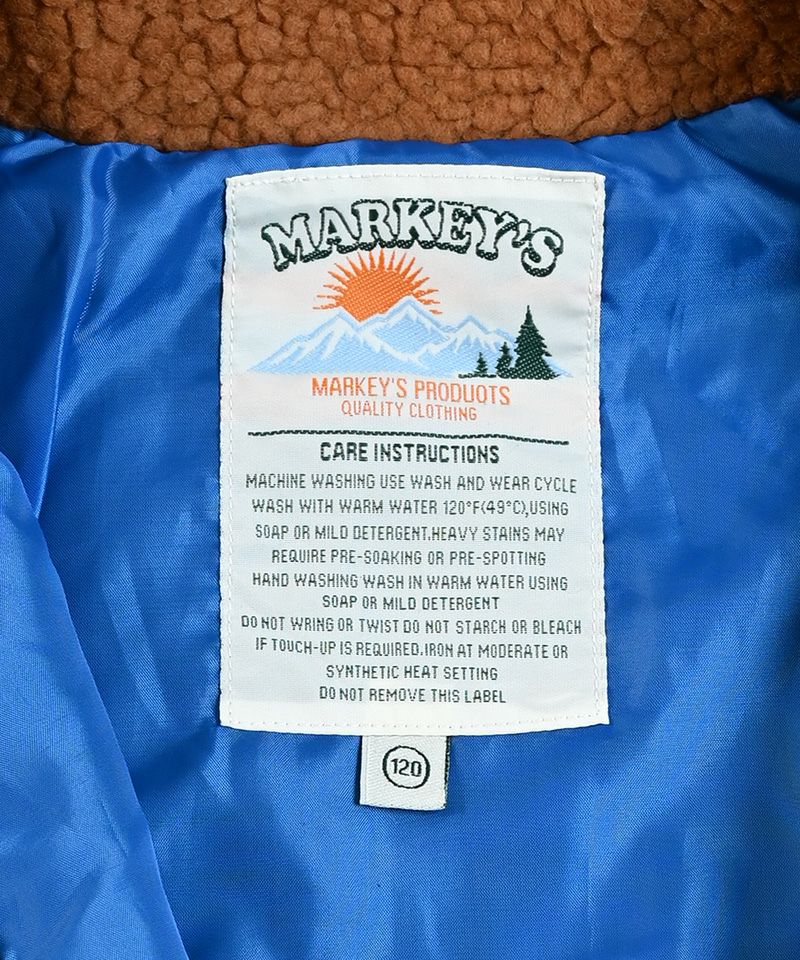 MARKEY'S
MARKEY'S PRODUOTS
QUALITY CLOTHING
CARE INSTRUCTIONS
MACHINE WASHING USE WASH AND WEAR CYCLE
WASH WITH WARM WATER 120°F(49°C),USING
SOAP OR MILD DETERGENT.HEAVY STAINS MAY
REQUIRE PRE-SOAKING OR PRE-SPOTTING
HAND WASHING WASH IN WARM WATER USING
SOAP OR MILD DETERGENT
DO NOT WRING OR TWIST DO NOT STARCH OR BLEACH
IF TOUCH-UP IS REQUIRED.IRON AT MODERATE OR
SYNTHETIC HEAT SETTING
DO NOT REMOVE THIS LABEL
120